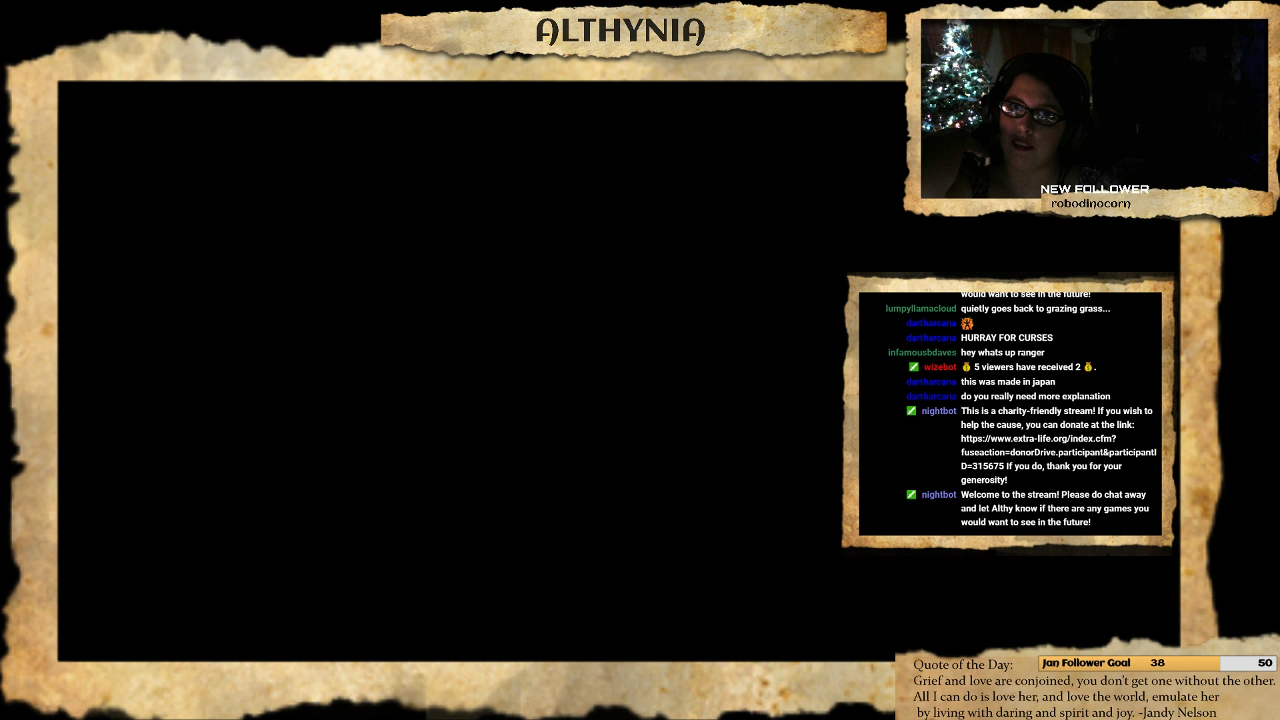 ALTHYNIA
NEW FOLLOWER
robodinocorn
would want to see in the future!
lumpyllamacloud quietly goes back to grazing grass...
dartharcana
dartharcana HURRAY FOR CURSES
infamousbdaves hey whats up ranger
wizebot 5 viewers have received 2 .
dartharcana this was made in japan
dartharcana do you really need more explanation
nightbot This is a charity-friendly stream! If you wish to
help the cause, you can donate at the link:
https://www.extra-life.org/index.cfm?
fuseaction=donorDrive.participant&participantI
D=315675 If you do, thank you for your
generosity!
nightbot Welcome to the stream! Please do chat away
and let Althy know if there are any games you
would want to see in the future!
Quote of the Day:
Jan Follower Goal 38 50
Grief and love are conjoined, you don't get one without the other.
All I can do is love her, and love the world, emulate her
by living with daring and spirit and joy. -Jandy Nelson